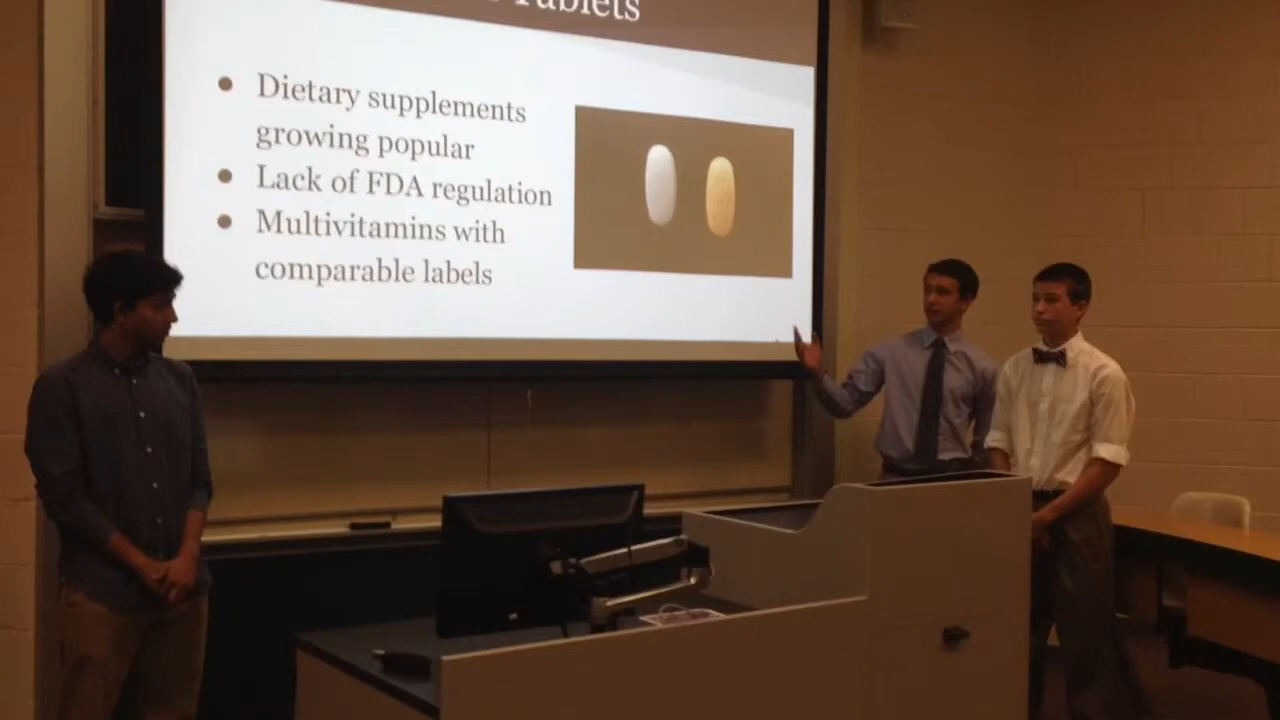 Tablets
● Dietary supplements
growing popular
● Lack of FDA regulation
● Multivitamins with
comparable labels